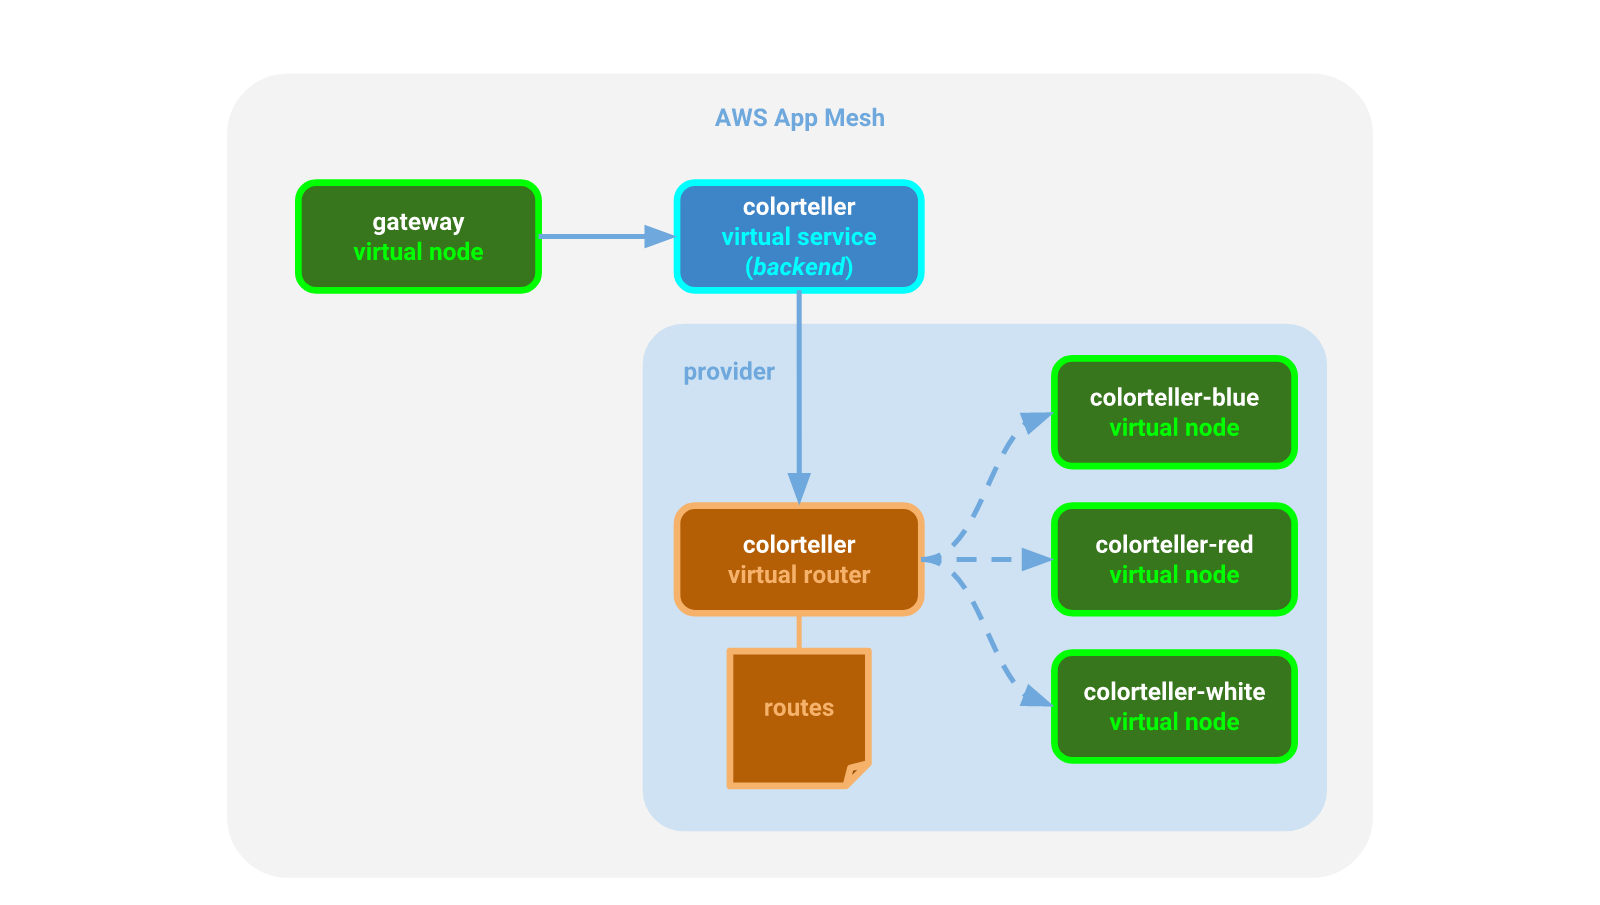 AWS App Mesh
gateway
virtual node
colorteller
virtual service
(backend)
provider
colorteller-blue
virtual node
colorteller
virtual router
colorteller-red
virtual node
routes
colorteller-white
virtual node